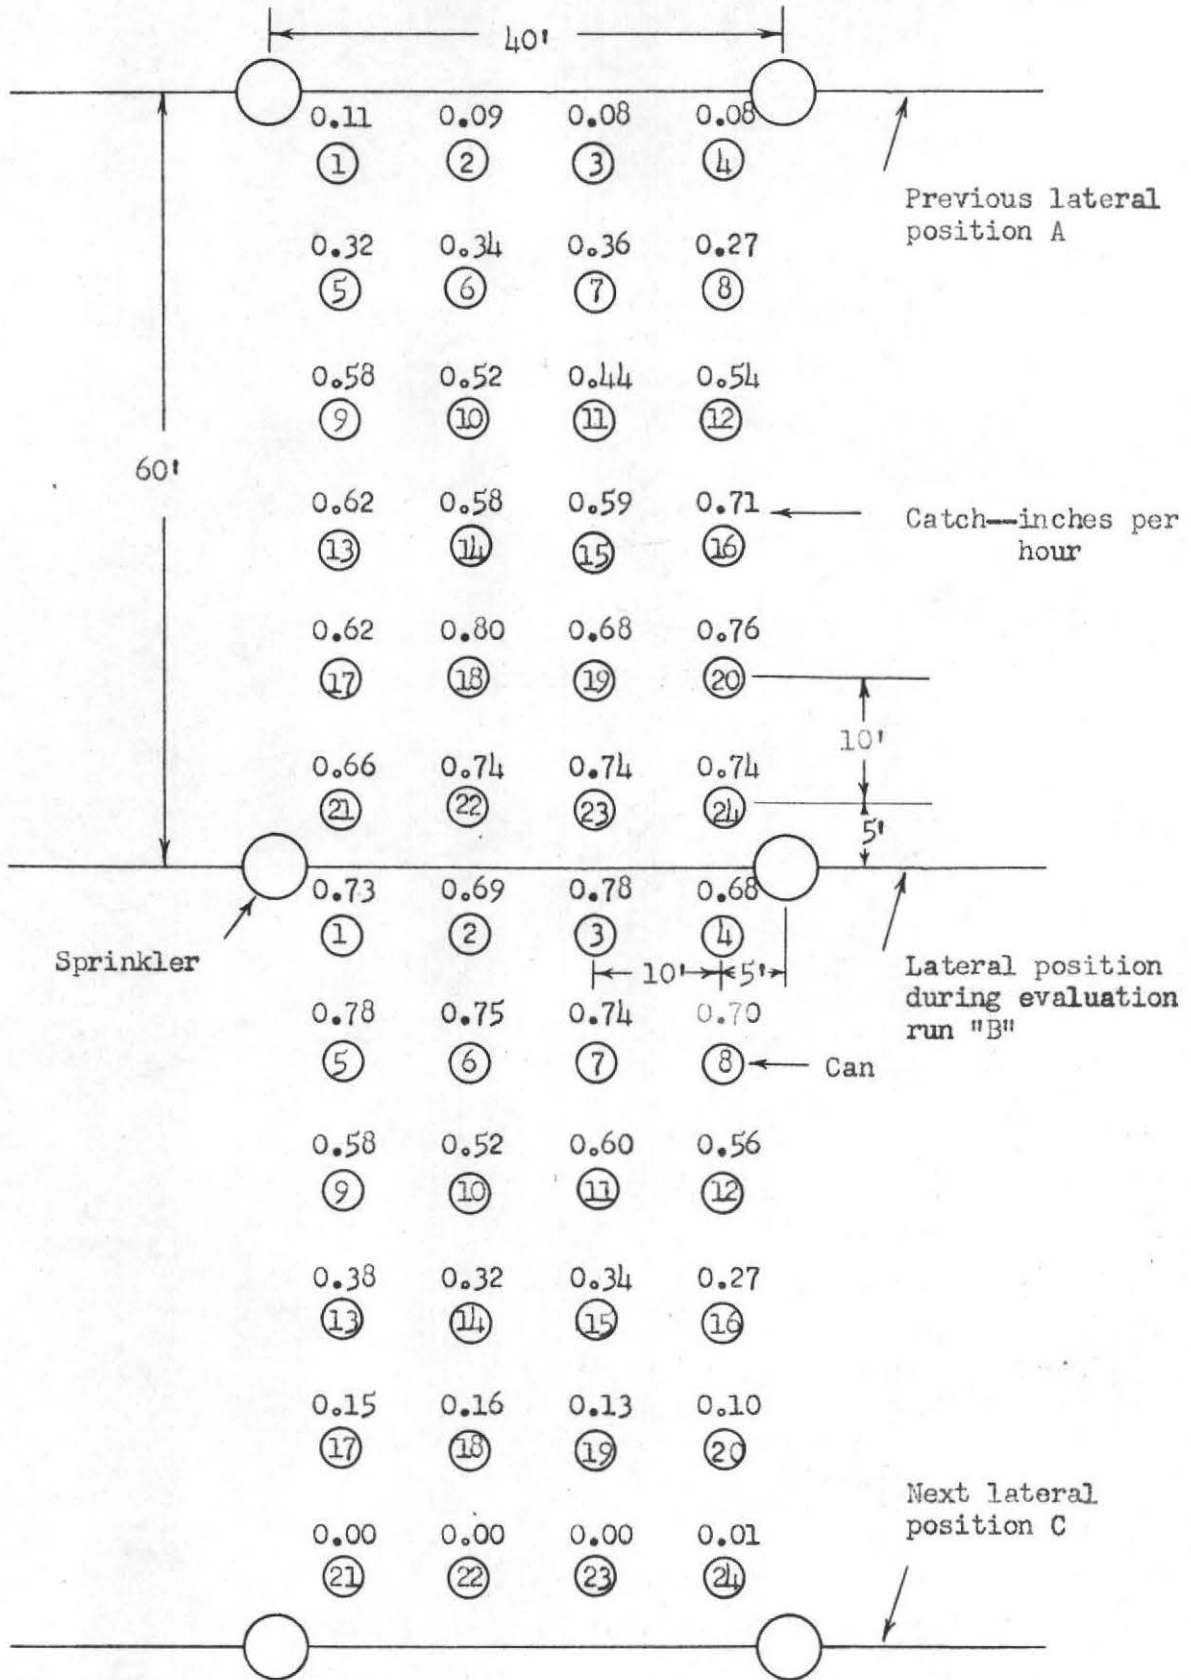 40'
0.11 0.09 0.08 0.08
1 2 3 4
Previous lateral
position A
0.32 0.34 0.36 0.27
5 6 7 8
0.58 0.52 0.44 0.54
9 10 11 12
60'
0.62 0.58 0.59 0.71
13 14 15 16
Catch--inches per
hour
0.62 0.80 0.68 0.76
17 18 19 20
10'
0.66 0.74 0.74 0.74
21 22 23 24
5'
0.73 0.69 0.78 0.68
1 2 3 4
Sprinkler
10' 5'
Lateral position
during evaluation
run "B"
0.78 0.75 0.74 0.70
5 6 7 8
Can
0.58 0.52 0.60 0.56
9 10 11 12
0.38 0.32 0.34 0.27
13 14 15 16
0.15 0.16 0.13 0.10
17 18 19 20
Next lateral
position C
0.00 0.00 0.00 0.01
21 22 23 24